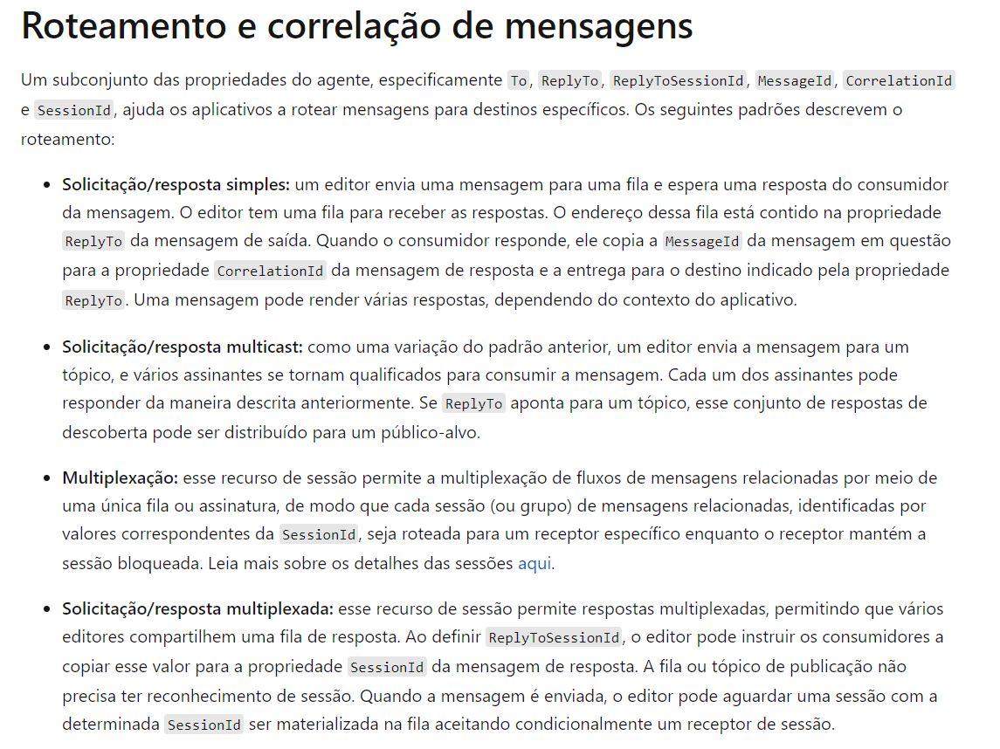 Roteamento e correlação de mensagens
Um subconjunto das propriedades do agente, especificamente To, ReplyTo, ReplyToSessionId, MessageId, CorrelationId
e SessionId, ajuda os aplicativos a rotear mensagens para destinos específicos. Os seguintes padrões descrevem o
roteamento:
• Solicitação/resposta simples: um editor envia uma mensagem para uma fila e espera uma resposta do consumidor
da mensagem. O editor tem uma fila para receber as respostas. O endereço dessa fila está contido na propriedade
ReplyTo da mensagem de saída. Quando o consumidor responde, ele copia a MessageId da mensagem em questão
para a propriedade CorrelationId da mensagem de resposta e a entrega para o destino indicado pela propriedade
ReplyTo. Uma mensagem pode render várias respostas, dependendo do contexto do aplicativo.
• Solicitação/resposta multicast: como uma variação do padrão anterior, um editor envia a mensagem para um
tópico, e vários assinantes se tornam qualificados para consumir a mensagem. Cada um dos assinantes pode
responder da maneira descrita anteriormente. Se ReplyTo aponta para um tópico, esse conjunto de respostas de
descoberta pode ser distribuído para um público-alvo.
• Multiplexação: esse recurso de sessão permite a multiplexação de fluxos de mensagens relacionadas por meio de
uma única fila ou assinatura, de modo que cada sessão (ou grupo) de mensagens relacionadas, identificadas por
valores correspondentes da SessionId, seja roteada para um receptor específico enquanto o receptor mantém a
sessão bloqueada. Leia mais sobre os detalhes das sessões aqui.
• Solicitação/resposta multiplexada: esse recurso de sessão permite respostas multiplexadas, permitindo que vários
editores compartilhem uma fila de resposta. Ao definir ReplyToSessionId, o editor pode instruir os consumidores a
copiar esse valor para a propriedade SessionId da mensagem de resposta. A fila ou tópico de publicação não
precisa ter reconhecimento de sessão. Quando a mensagem é enviada, o editor pode aguardar uma sessão com a
determinada SessionId ser materializada na fila aceitando condicionalmente um receptor de sessão.